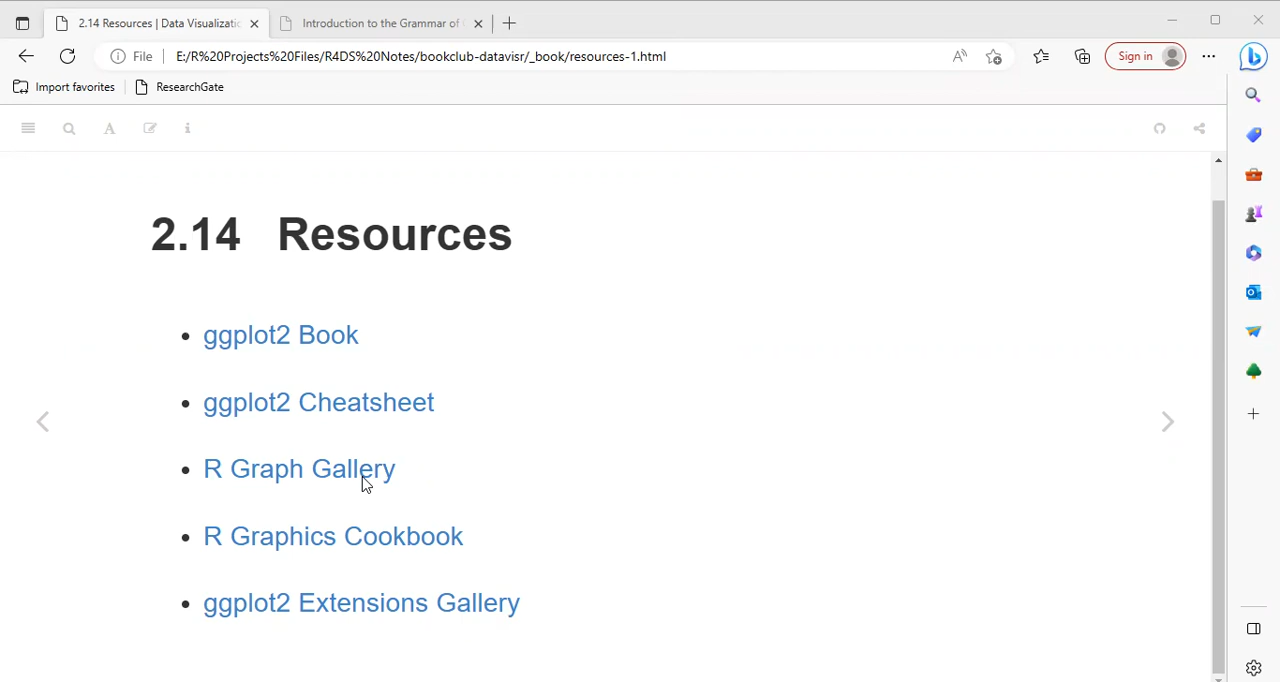 2.14 Resources | Data Visualizatio
Introduction to the Grammar of
File
E:/R%20Projects%20Files/R4DS%20Notes/bookclub-datavisr/_book/resources-1.html
Sign in
Import favorites
ResearchGate
2.14 Resources
ggplot2 Book
ggplot2 Cheatsheet
R Graph Gallery
R Graphics Cookbook
ggplot2 Extensions Gallery